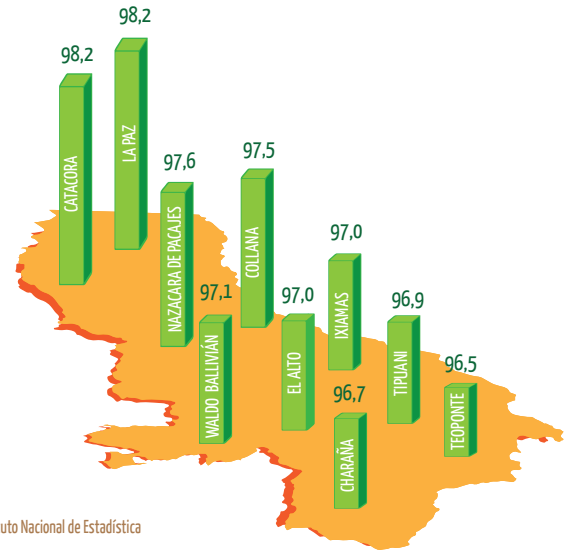 98,2
CATACORA
98,2
LA PAZ
97,6
NAZACARA DE PACAJES
97,5
COLLANA
97,1
WALDO BALLIVIÁN
97,0
EL ALTO
97,0
IXIAMAS
96,9
TIPUANI
96,7
CHARAÑA
96,5
TEOPONTE
Nacional de Estadística